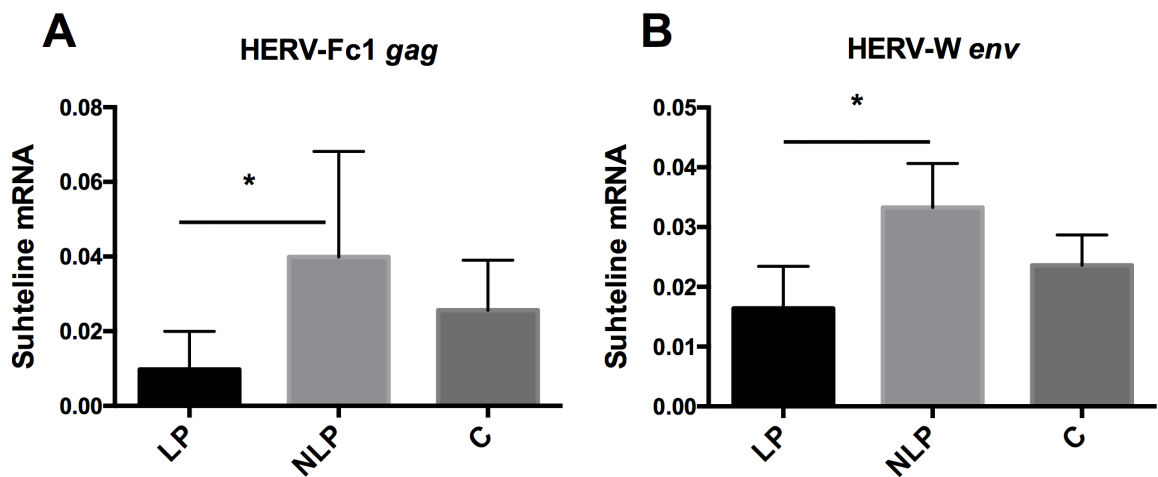 A
HERV-Fc1 gag
Suhteline mRNA
0.08
0.06
0.04
0.02
0.00
*
LP
NLP
C
B
HERV-W env
Suhteline mRNA
0.05
0.04
0.03
0.02
0.01
0.00
*
LP
NLP
C